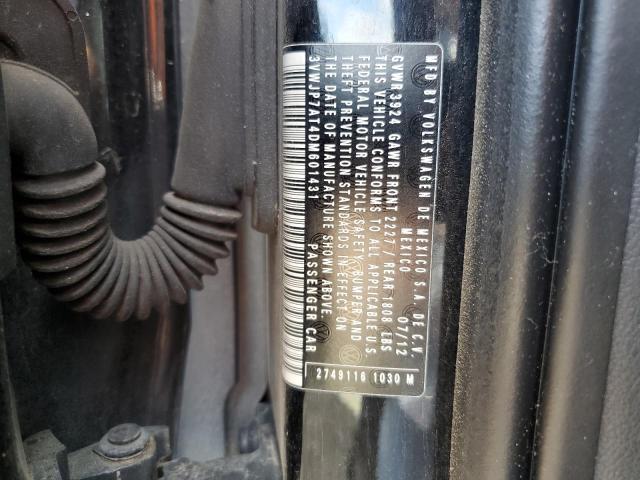 MFD BY VOLKSWAGEN DE MEXICO S.A. DE C.V.
MEXICO 07/12
GVWR 3924 GAWR FRONT 2227/ REAR 1808 LBS
THIS VEHICLE CONFORMS TO ALL APPLICABLE U.S.
FEDERAL MOTOR VEHICLE SAFETY, BUMPER AND
THEFT PREVENTION STANDARDS IN EFFECT ON
THE DATE OF MANUFACTURE SHOWN ABOVE.
3VWJP7AT4DM601431 PASSENGER CAR
2749116 1030 M